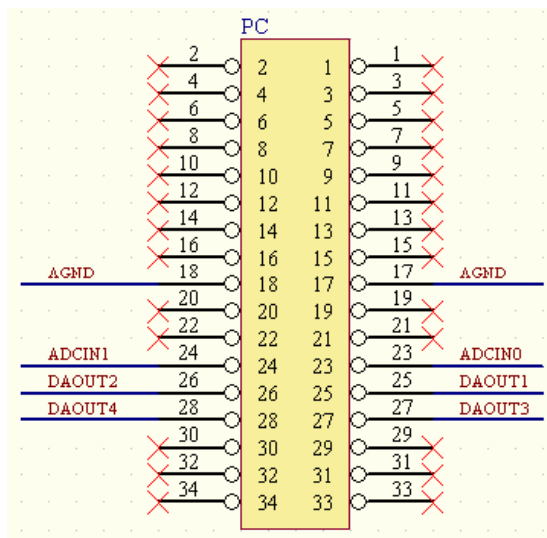 PC
2 2 1 1
4 4 3 3
6 6 5 5
8 8 7 7
10 10 9 9
12 12 11 11
14 14 13 13
16 16 15 15
AGND 18 18 17 17 AGND
20 20 19 19
22 22 21 21
ADCIN1 24 24 23 23 ADCIN0
DAOUT2 26 26 25 25 DAOUT1
DAOUT4 28 28 27 27 DAOUT3
30 30 29 29
32 32 31 31
34 34 33 33